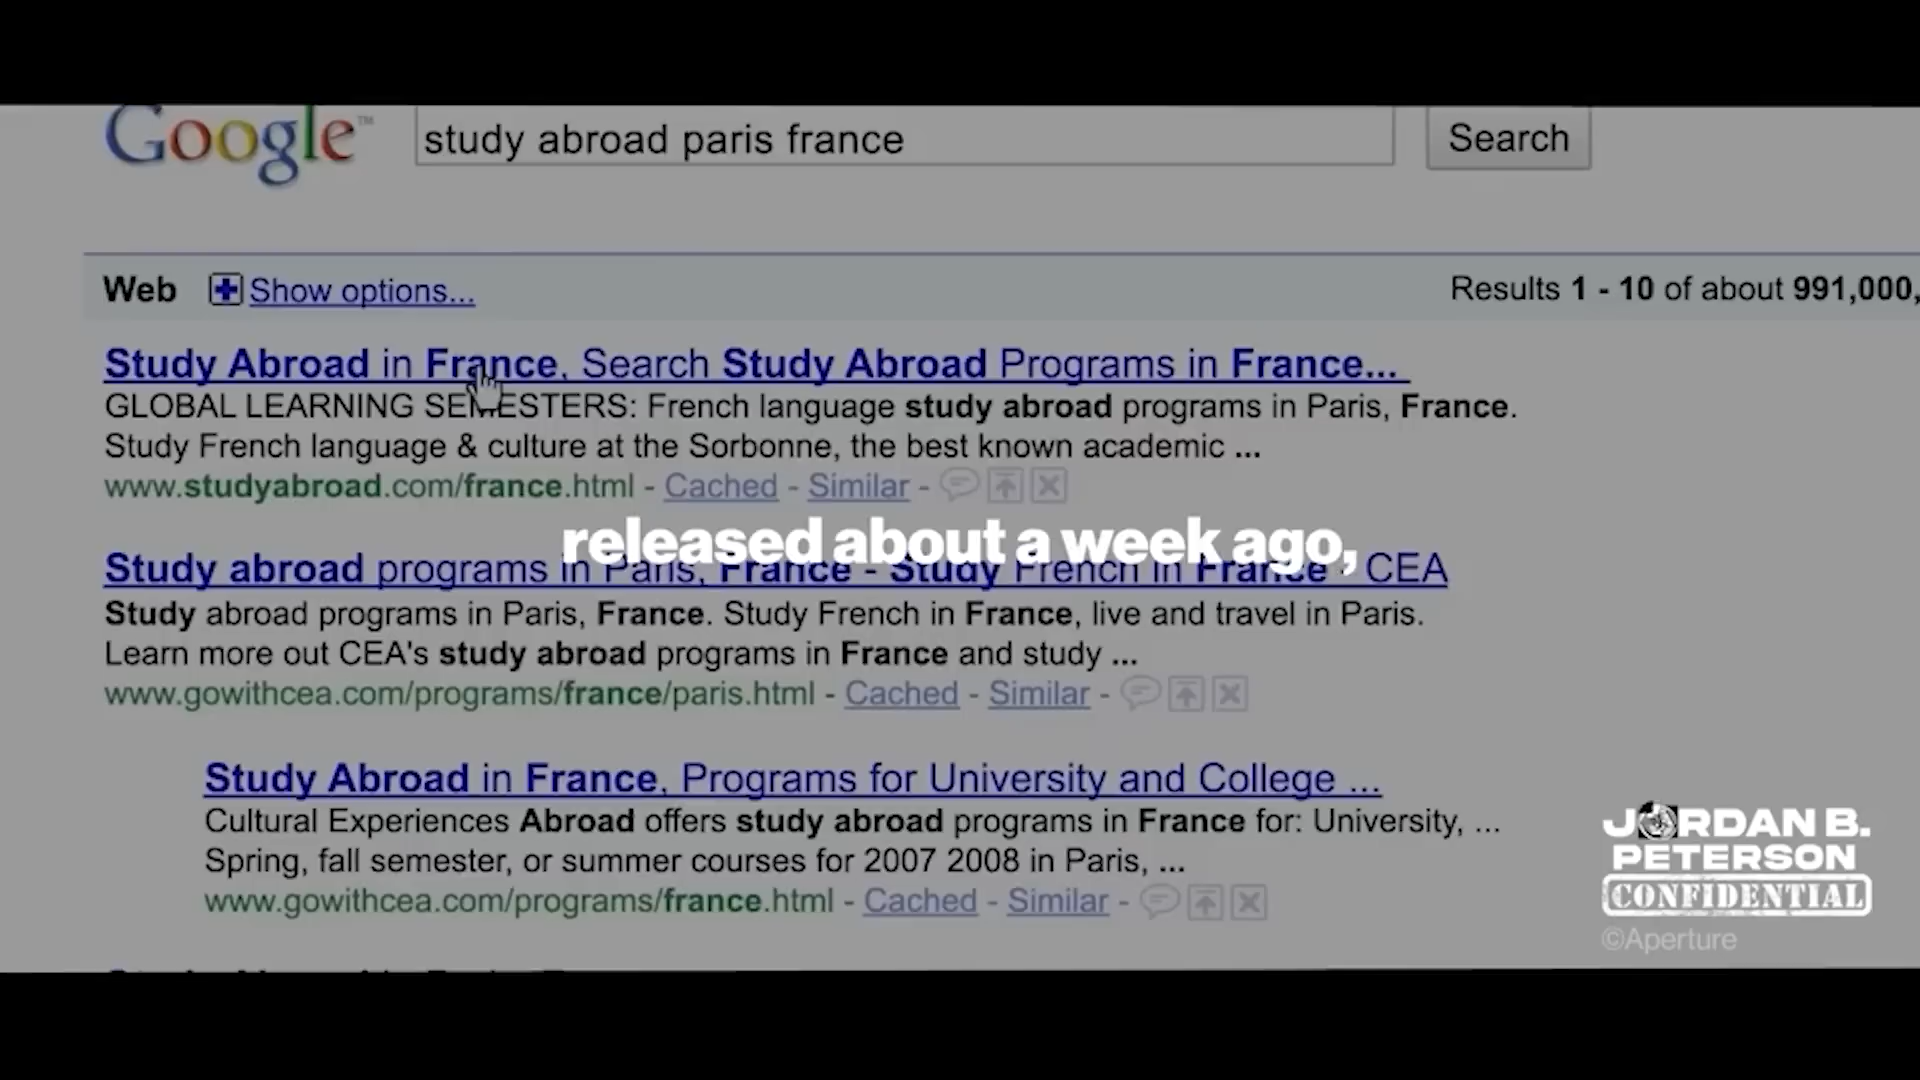 Google™
study abroad paris france
Search
Web
Show options...
Results 1 - 10 of about 991,000,
Study Abroad in France, Search Study Abroad Programs in France...
GLOBAL LEARNING SEMESTERS: French language study abroad programs in Paris, France.
Study French language & culture at the Sorbonne, the best known academic ...
www.studyabroad.com/france.html - Cached - Similar -
released about a week ago,
Study abroad programs in Paris, France - Study French in France - CEA
Study abroad programs in Paris, France. Study French in France, live and travel in Paris.
Learn more out CEA's study abroad programs in France and study ...
www.gowithcea.com/programs/france/paris.html - Cached - Similar -
Study Abroad in France, Programs for University and College ...
Cultural Experiences Abroad offers study abroad programs in France for: University, ...
Spring, fall semester, or summer courses for 2007 2008 in Paris, ...
www.gowithcea.com/programs/france.html - Cached - Similar -
JORDAN B.
PETERSON
CONFIDENTIAL
©Aperture